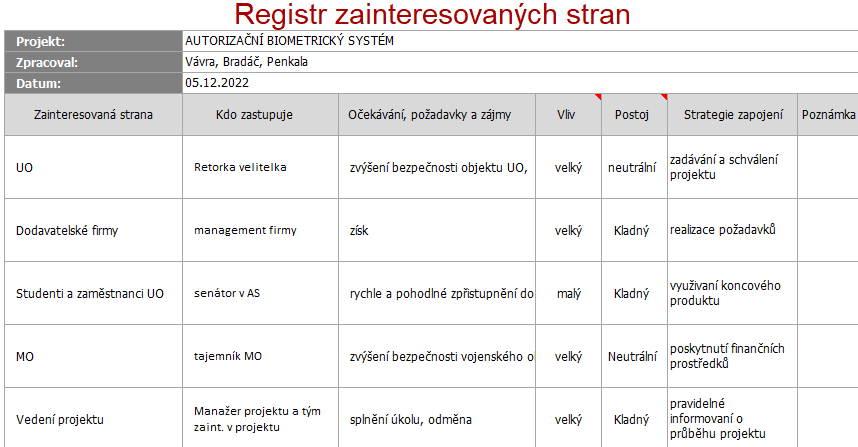 Registr zainteresovaných stran
Projekt: AUTORIZAČNÍ BIOMETRICKÝ SYSTÉM
Zpracoval: Vávra, Bradáč, Penkala
Datum: 05.12.2022
Zainteresovaná strana Kdo zastupuje Očekávání, požadavky a zájmy Vliv Postoj Strategie zapojení Poznámka
UO Retorka velitelka zvýšení bezpečnosti objektu UO, velký neutrální zadávání a schválení
projektu
Dodavatelské firmy management firmy zisk velký Kladný realizace požadavků
Studenti a zaměstnanci UO senátor v AS rychle a pohodlné zpřistupnění do malý Kladný využívaní koncového
produktu
MO tajemník MO zvýšení bezpečnosti vojenského velký Neutrální poskytnutí finančních
prostředků
Vedení projektu Manažer projektu a tým
zaint. v projektu splnění úkolu, odměna velký Kladný pravidelné
informovaní o
průběhu projektu